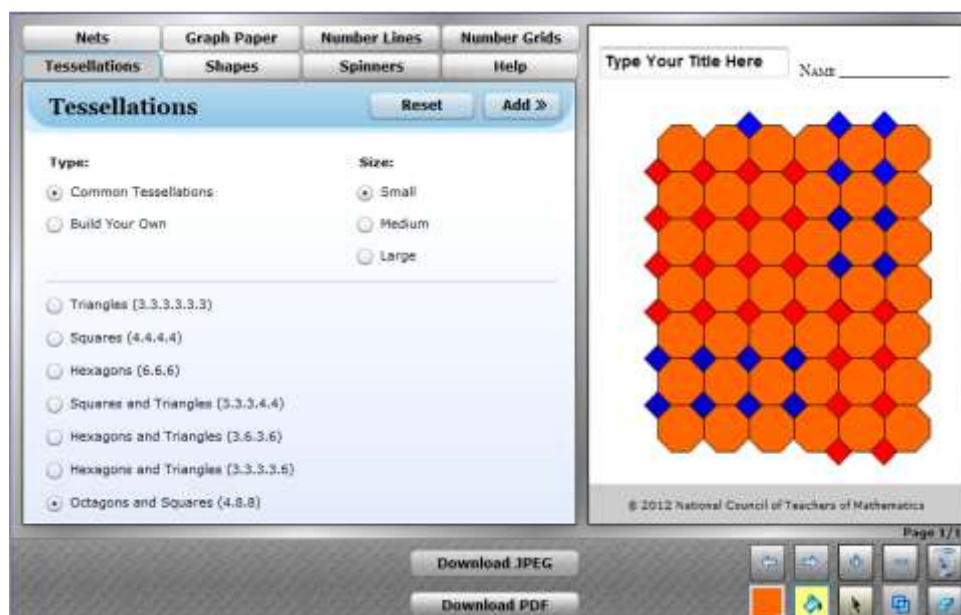 Nets Graph Paper Number Lines Number Grids
Tessellations Shapes Spinners Help
Tessellations Reset Add »
Type: Size:
Common Tessellations Small
Build Your Own Medium
Large
Triangles (3.3.3.3.3.3)
Squares (4.4.4.4)
Hexagons (6.6.6)
Squares and Triangles (3.3.3.4.4)
Hexagons and Triangles (3.6.3.6)
Hexagons and Triangles (3.3.3.3.6)
Octagons and Squares (4.8.8)
Type Your Title Here NAME
© 2012 National Council of Teachers of Mathematics
Page 1/1
Download JPEG
Download PDF